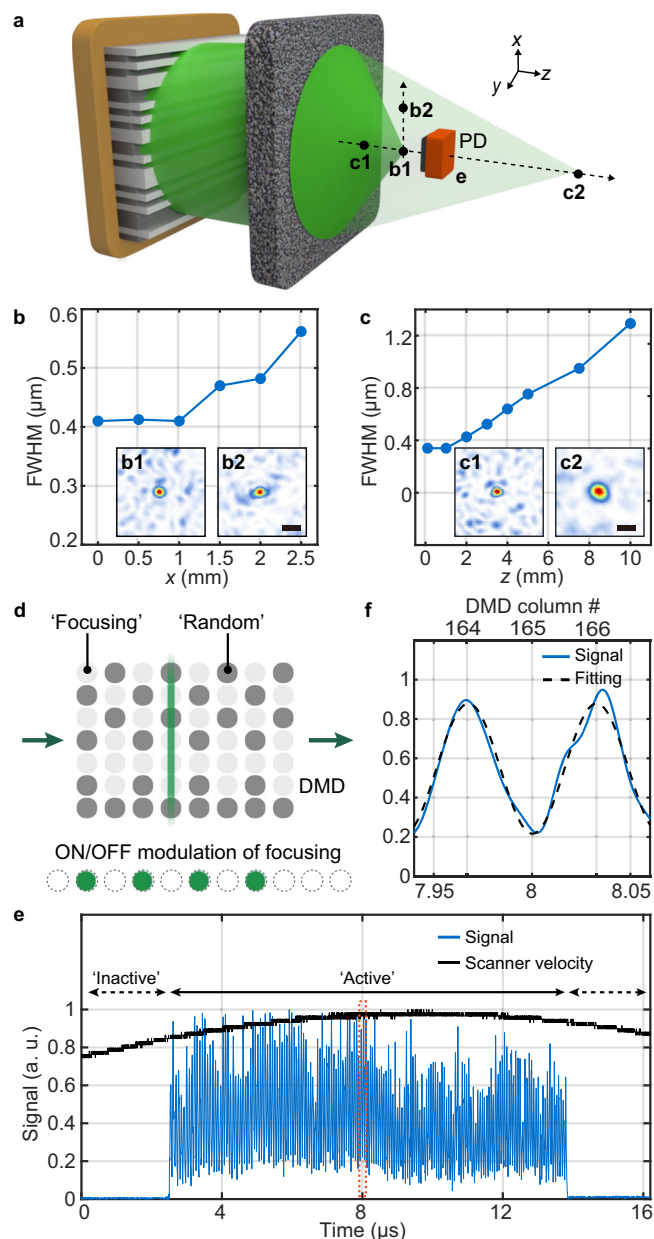 a
x
y
z
b2
PD
c1
b1
e
c2
b
0.6
0.5
0.4
0.3
0.2
FWHM (µm)
b1
b2
0
0.5
1
1.5
2
2.5
x (mm)
c
1.2
0.8
0.4
0
FWHM (µm)
c1
c2
0
2
4
6
8
10
z (mm)
d
'Focusing'
'Random'
DMD
ON/OFF modulation of focusing
f
DMD column #
164
165
166
Signal
Fitting
1
0.8
0.6
0.4
0.2
0
7.95
8
8.05
e
Signal
Scanner velocity
'Inactive'
'Active'
1
0.8
0.6
0.4
0.2
0
Signal (a. u.)
0
4
8
12
16
Time (µs)